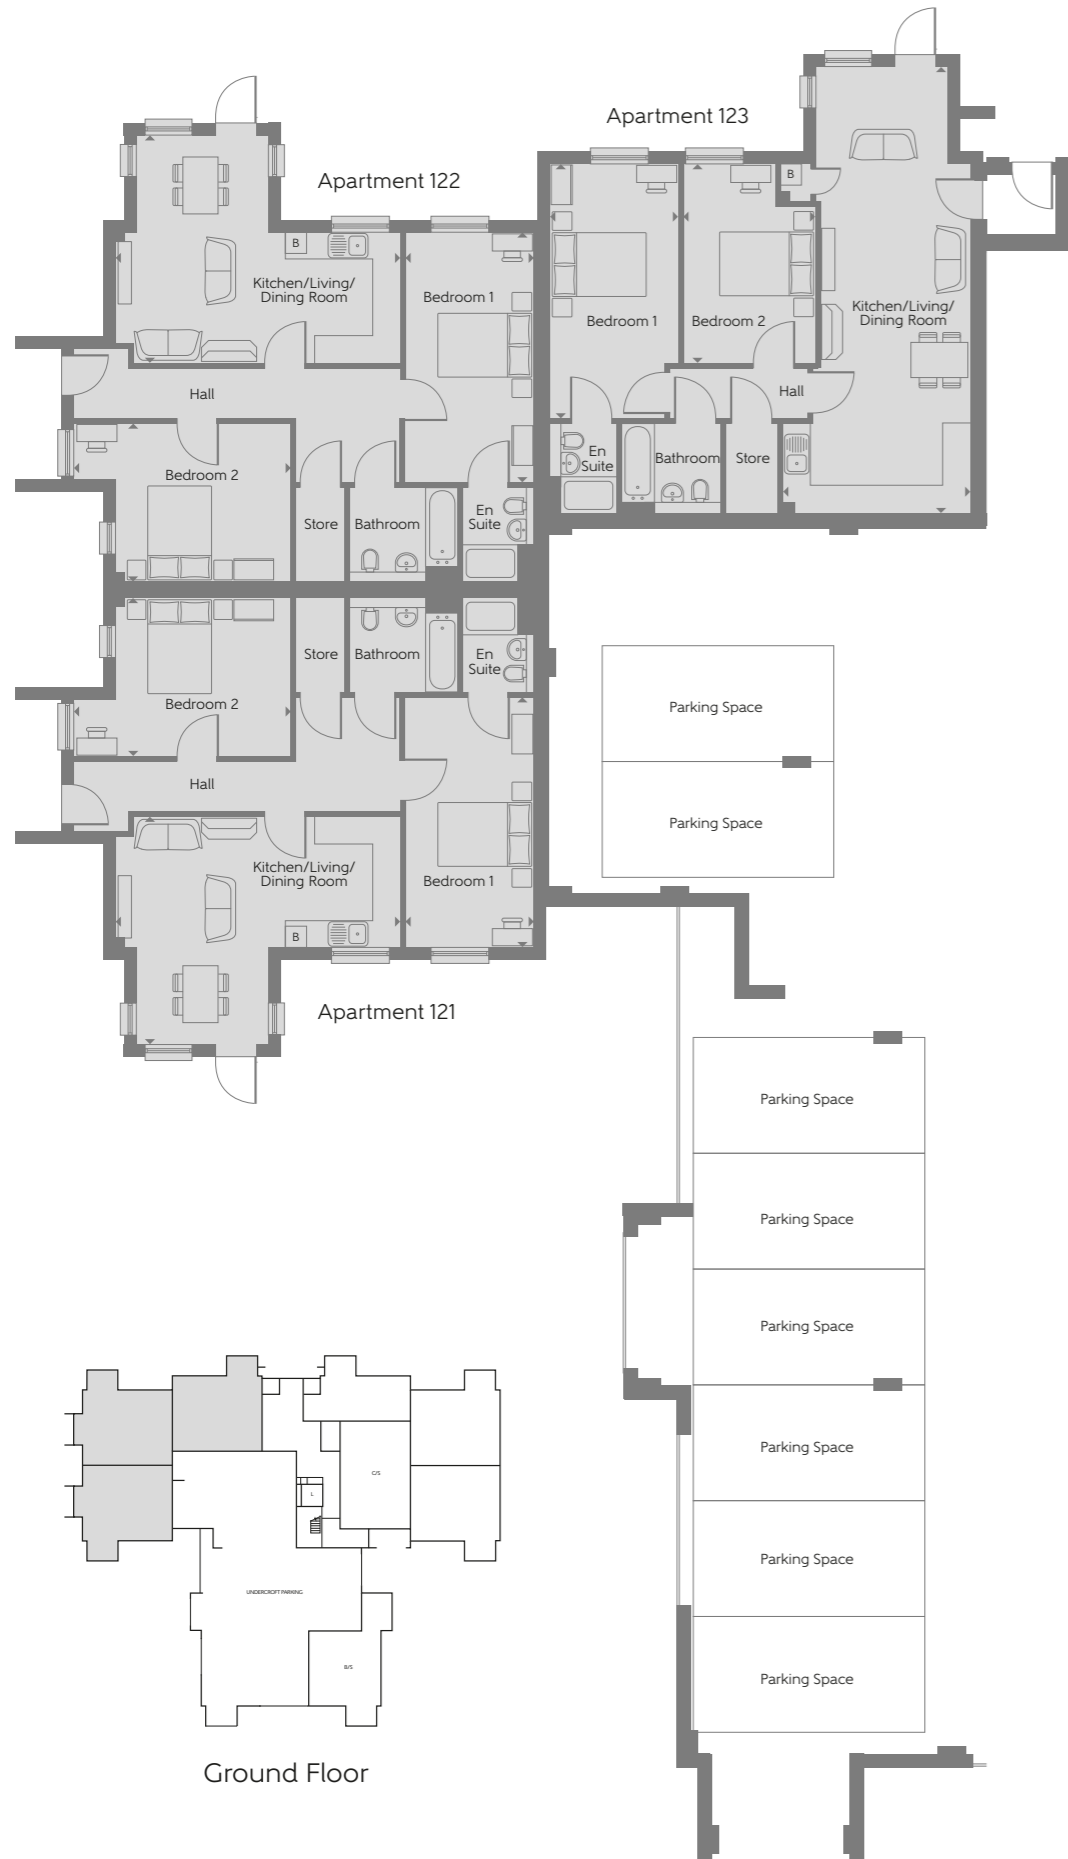 Apartment 123
Apartment 122
B
B
Kitchen/Living/
Dining Room
Bedroom 1
Bedroom 1
Bedroom 2
Kitchen/Living/
Dining Room
Hall
Hall
Bedroom 2
En
Suite
Bathroom
Store
Store
Bathroom
En
Suite
Store
Bathroom
En
Suite
Bedroom 2
Parking Space
Hall
Parking Space
Kitchen/Living/
Dining Room
Bedroom 1
B
Apartment 121
Parking Space
Parking Space
Parking Space
Parking Space
Parking Space
Parking Space
C/S
L
UNDERCROFT PARKING
B/S
Ground Floor